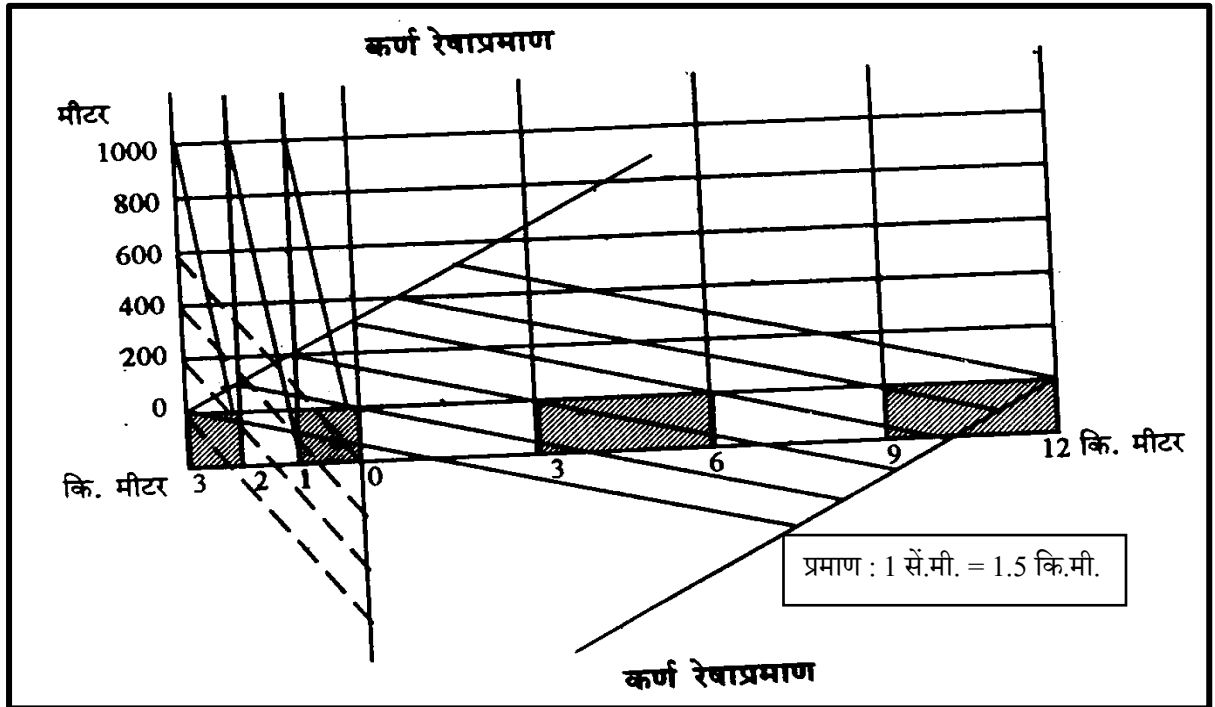 कर्ण रेषाप्रमाण
मीटर
1000
800
600
400
200
0
कि. मीटर 3 2 1 0 3 6 9 12 कि. मीटर
प्रमाण : 1 सें.मी. = 1.5 कि.मी.
कर्ण रेषाप्रमाण